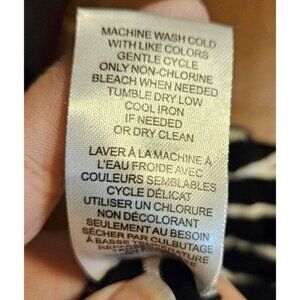 MACHINE WASH COLD
WITH LIKE COLORS
GENTLE CYCLE
ONLY NON-CHLORINE
BLEACH WHEN NEEDED
TUMBLE DRY LOW
COOL IRON
IF NEEDED
OR DRY CLEAN
LAVER À LA MACHINE À
L'EAU FROIDE AVEC
COULEURS SEMBLABLES
CYCLE DÉLICAT
UTILISER UN CHLORURE
NON DÉCOLORANT
SEULEMENT AU BESOIN
SÉCHER PAR CULBUTAGE
À BASSE TEMPÉRATURE